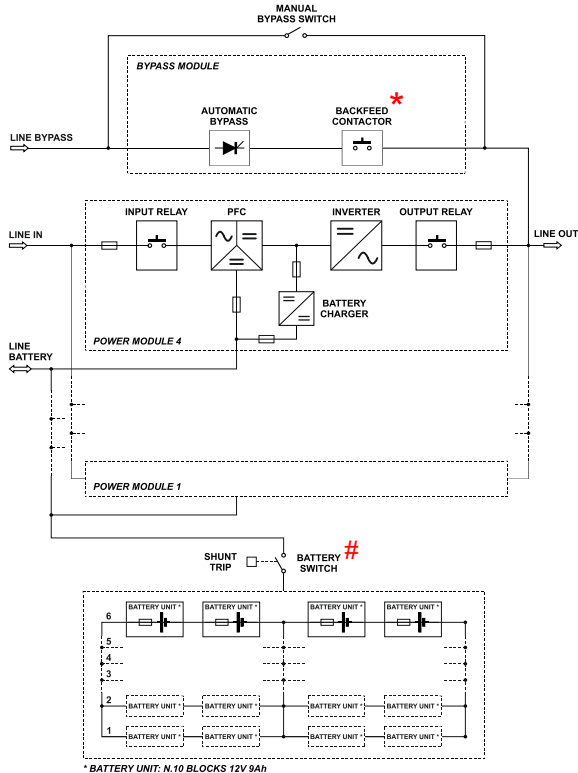 MANUAL
BYPASS SWITCH
BYPASS MODULE
*
AUTOMATIC
BYPASS
BACKFEED
CONTACTOR
LINE BYPASS
INPUT RELAY
PFC
INVERTER
OUTPUT RELAY
LINE IN
LINE OUT
BATTERY
CHARGER
POWER MODULE 4
LINE
BATTERY
POWER MODULE 1
SHUNT
TRIP
BATTERY
SWITCH
#
6
BATTERY UNIT *
BATTERY UNIT *
BATTERY UNIT *
BATTERY UNIT *
5
4
3
2
BATTERY UNIT *
BATTERY UNIT *
BATTERY UNIT *
BATTERY UNIT *
1
BATTERY UNIT *
BATTERY UNIT *
BATTERY UNIT *
BATTERY UNIT *
* BATTERY UNIT: N.10 BLOCKS 12V 9Ah